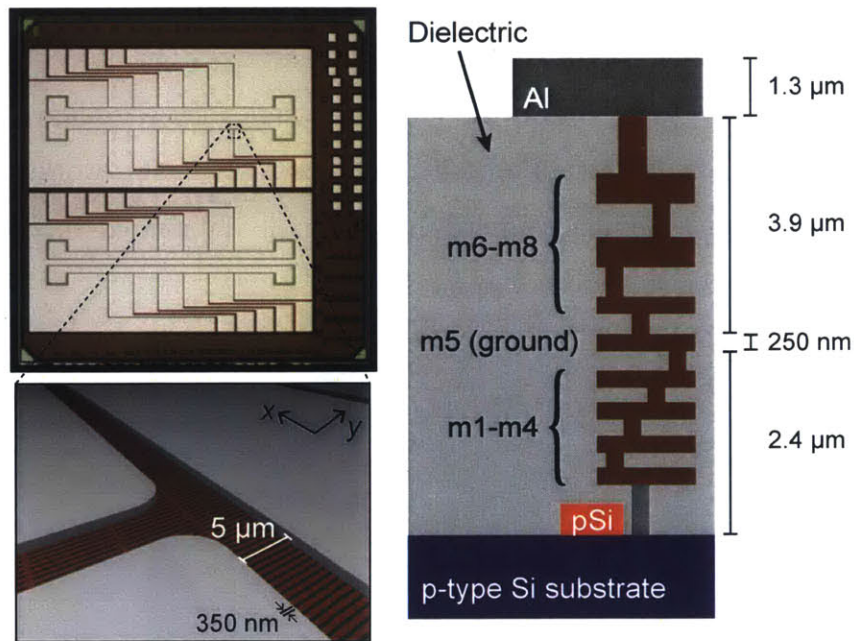 Dielectric
Al
1.3 µm
3.9 µm
m6-m8
m5 (ground)
250 nm
m1-m4
2.4 µm
pSi
p-type Si substrate
x
y
5 µm
350 nm